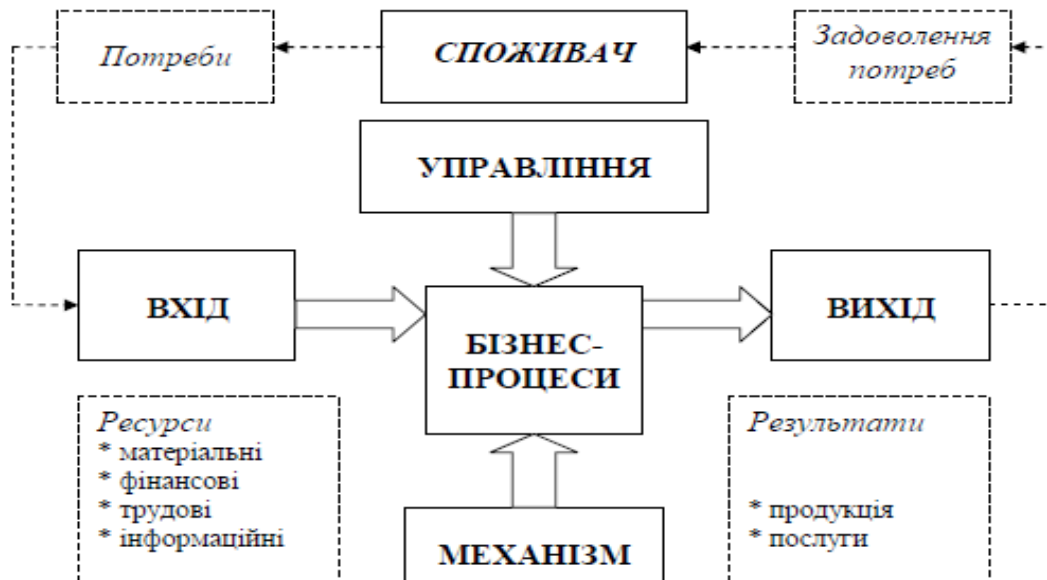 Потреби
СПОЖИВАЧ
Задоволення
потреб
УПРАВЛІННЯ
ВХІД
БІЗНЕС-
ПРОЦЕСИ
ВИХІД
Ресурси
* матеріальні
* фінансові
* трудові
* інформаційні
МЕХАНІЗМ
Результати
* продукція
* послуги